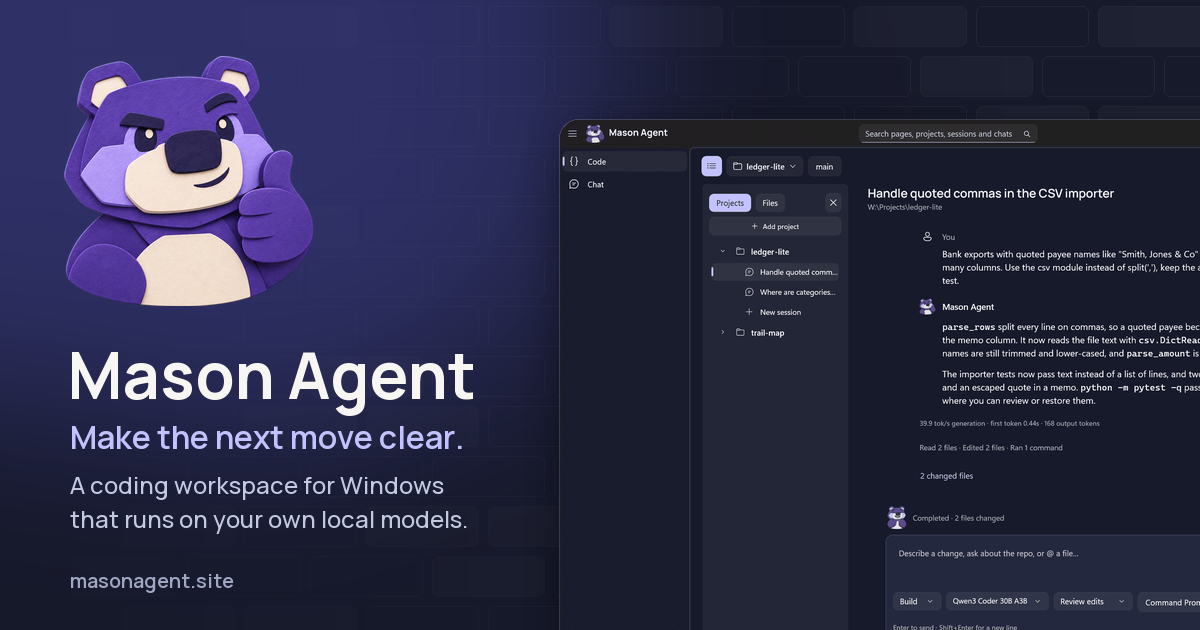 Mason Agent
Make the next move clear.
A coding workspace for Windows
that runs on your own local models.
masonagent.site
Mason Agent
Search pages, projects, sessions and chats
{} Code
Chat
ledger-lite
main
Projects
Files
+ Add project
ledger-lite
Handle quoted comm...
Where are categories...
+ New session
trail-map
Handle quoted commas in the CSV importer
W:\Projects\ledger-lite
You
Bank exports with quoted payee names like "Smith, Jones & Co"
many columns. Use the csv module instead of split(','), keep the
test.
Mason Agent
parse_rows split every line on commas, so a quoted payee
the memo column. It now reads the file text with
names are still trimmed and lower-cased, and parse_amount is
The importer tests now pass text instead of a list of lines, and
and an escaped quote in a memo. python -m pytest -q
where you can review or restore them.
39.9 tok/s generation · first token 0.44s · 168 output tokens
Read 2 files · Edited 2 files · Ran 1 command
2 changed files
Completed · 2 files changed
Describe a change, ask about the repo, or @ a file...
Build
Qwen3 Coder 30B A3B
Review edits
Command
Enter to send · Shift+Enter for a new line